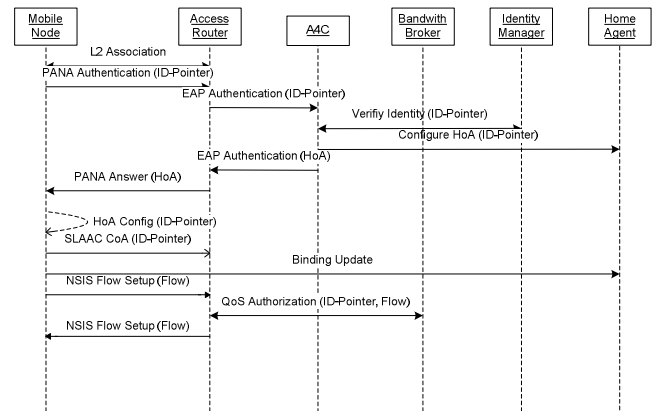 Mobile
Node
Access
Router
A4C
Bandwith
Broker
Identity
Manager
Home
Agent
L2 Association
PANA Authentication (ID-Pointer)
EAP Authentication (ID-Pointer)
Verifiy Identity (ID-Pointer)
Configure HoA (ID-Pointer)
EAP Authentication (HoA)
PANA Answer (HoA)
HoA Config (ID-Pointer)
SLAAC CoA (ID-Pointer)
Binding Update
NSIS Flow Setup (Flow)
QoS Authorization (ID-Pointer, Flow)
NSIS Flow Setup (Flow)